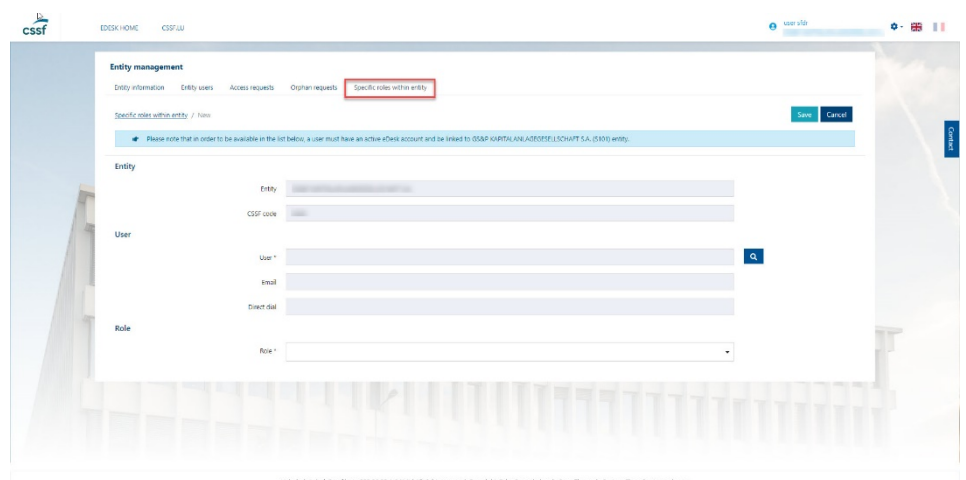 cssf
EDESK HOME CSSF.LU
user sfdr
Entity management
Entity information Entity users Access requests Orphan requests Specific roles within entity
Specific roles within entity / New
Save Cancel
Please note that in order to be available in the list below, a user must have an active eDesk account and be linked to GS&P KAPITALANLAGEGESELLSCHAFT S.A. (S101) entity.
Contact
Entity
Entity
CSSF code
User
User *
Email
Direct dial
Role
Role *